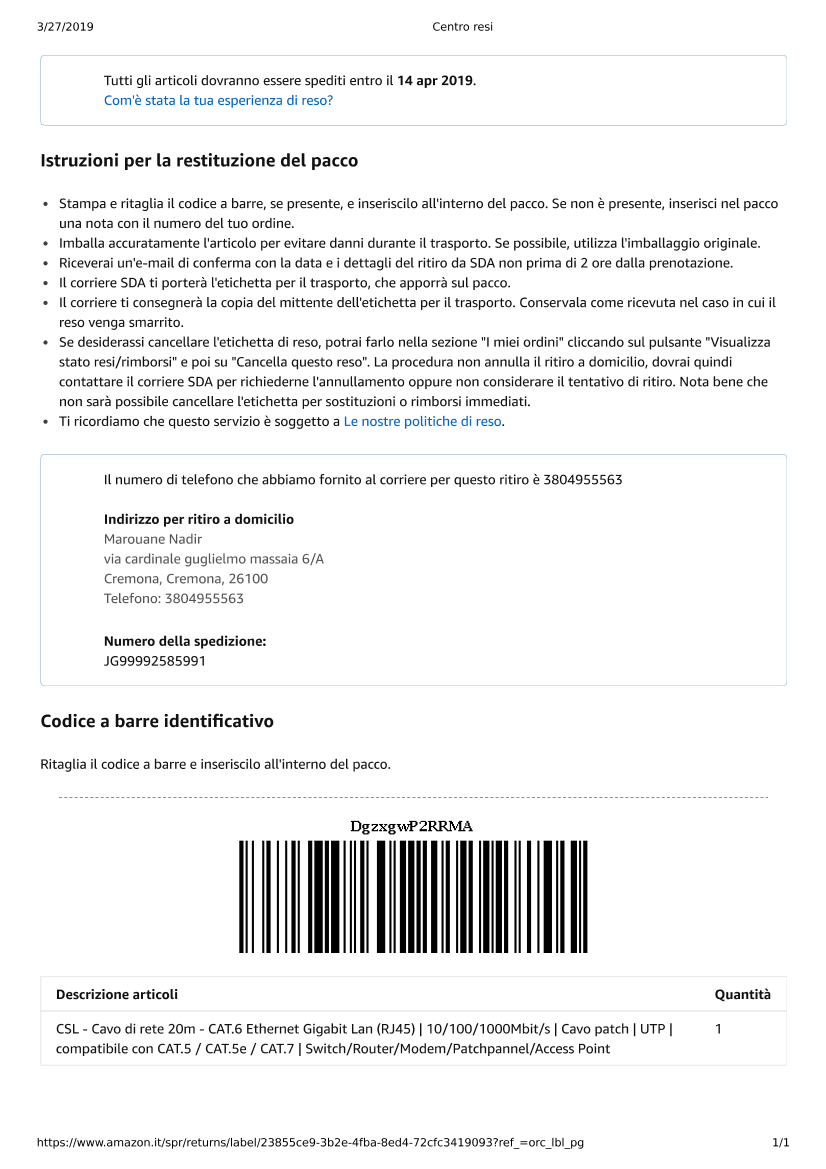 3/27/2019
Centro resi
Tutti gli articoli dovranno essere spediti entro il 14 apr 2019.
Com'è stata la tua esperienza di reso?
Istruzioni per la restituzione del pacco
• Stampa e ritaglia il codice a barre, se presente, e inseriscilo all'interno del pacco. Se non è presente, inserisci nel pacco
una nota con il numero del tuo ordine.
• Imballa accuratamente l'articolo per evitare danni durante il trasporto. Se possibile, utilizza l'imballaggio originale.
• Riceverai un'e-mail di conferma con la data e i dettagli del ritiro da SDA non prima di 2 ore dalla prenotazione.
• Il corriere SDA ti porterà l'etichetta per il trasporto, che apporrà sul pacco.
• Il corriere ti consegnerà la copia del mittente dell'etichetta per il trasporto. Conservala come ricevuta nel caso in cui il
reso venga smarrito.
• Se desiderassi cancellare l'etichetta di reso, potrai farlo nella sezione "I miei ordini" cliccando sul pulsante "Visualizza
stato resi/rimborsi" e poi su "Cancella questo reso". La procedura non annulla il ritiro a domicilio, dovrai quindi
contattare il corriere SDA per richiederne l'annullamento oppure non considerare il tentativo di ritiro. Nota bene che
non sarà possibile cancellare l'etichetta per sostituzioni o rimborsi immediati.
• Ti ricordiamo che questo servizio è soggetto a Le nostre politiche di reso.
Il numero di telefono che abbiamo fornito al corriere per questo ritiro è 3804955563
Indirizzo per ritiro a domicilio
Marouane Nadir
via cardinale guglielmo massaia 6/A
Cremona, Cremona, 26100
Telefono: 3804955563
Numero della spedizione:
JG99992585991
Codice a barre identificativo
Ritaglia il codice a barre e inseriscilo all'interno del pacco.
DgzxgwP2RRMA
Descrizione articoli
Quantità
CSL - Cavo di rete 20m - CAT.6 Ethernet Gigabit Lan (RJ45) | 10/100/1000Mbit/s | Cavo patch | UTP |
1
compatibile con CAT.5 / CAT.5e / CAT.7 | Switch/Router/Modem/Patchpannel/Access Point
https://www.amazon.it/spr/returns/label/23855ce9-3b2e-4fba-8ed4-72cfc3419093?ref_=orc_lbl_pg
1/1